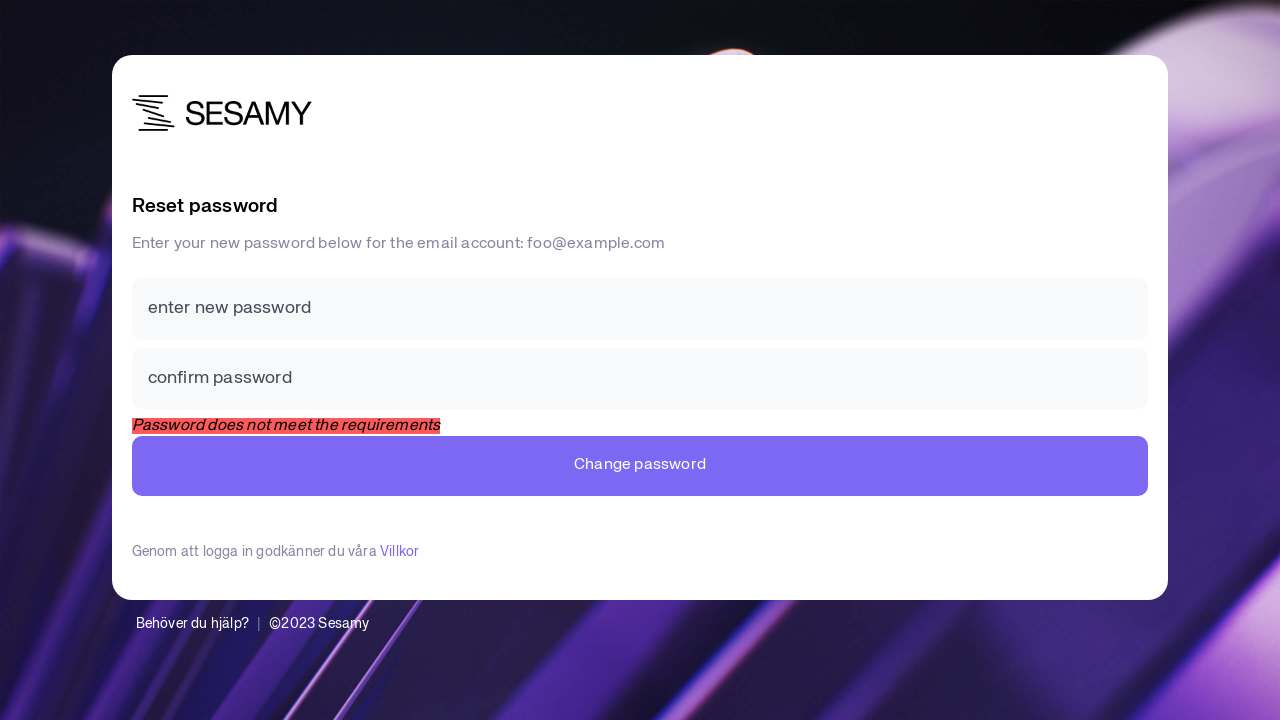 SESAMY
Reset password
Enter your new password below for the email account: foo@example.com
enter new password
confirm password
Password does not meet the requirements
Change password
Genom att logga in godkänner du våra Villkor
Behöver du hjälp? | ©2023 Sesamy